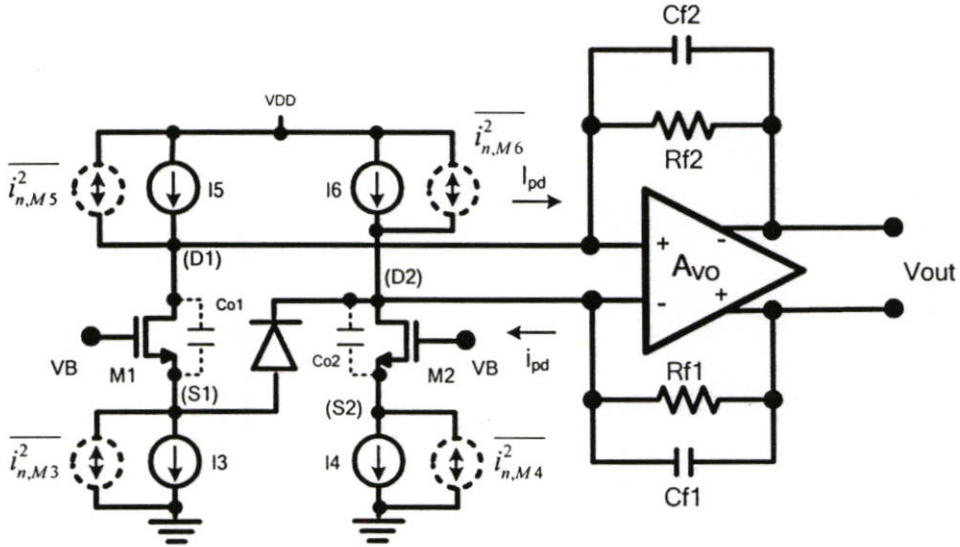 Cf2
VDD
Rf2
i²n,M5
I5
I6
i²n,M6
Ipd
(D1)
(D2)
+
-
AVO
-
+
Vout
Co1
Co2
VB
M1
M2
VB
ipd
(S1)
(S2)
Rf1
i²n,M3
I3
I4
i²n,M4
Cf1